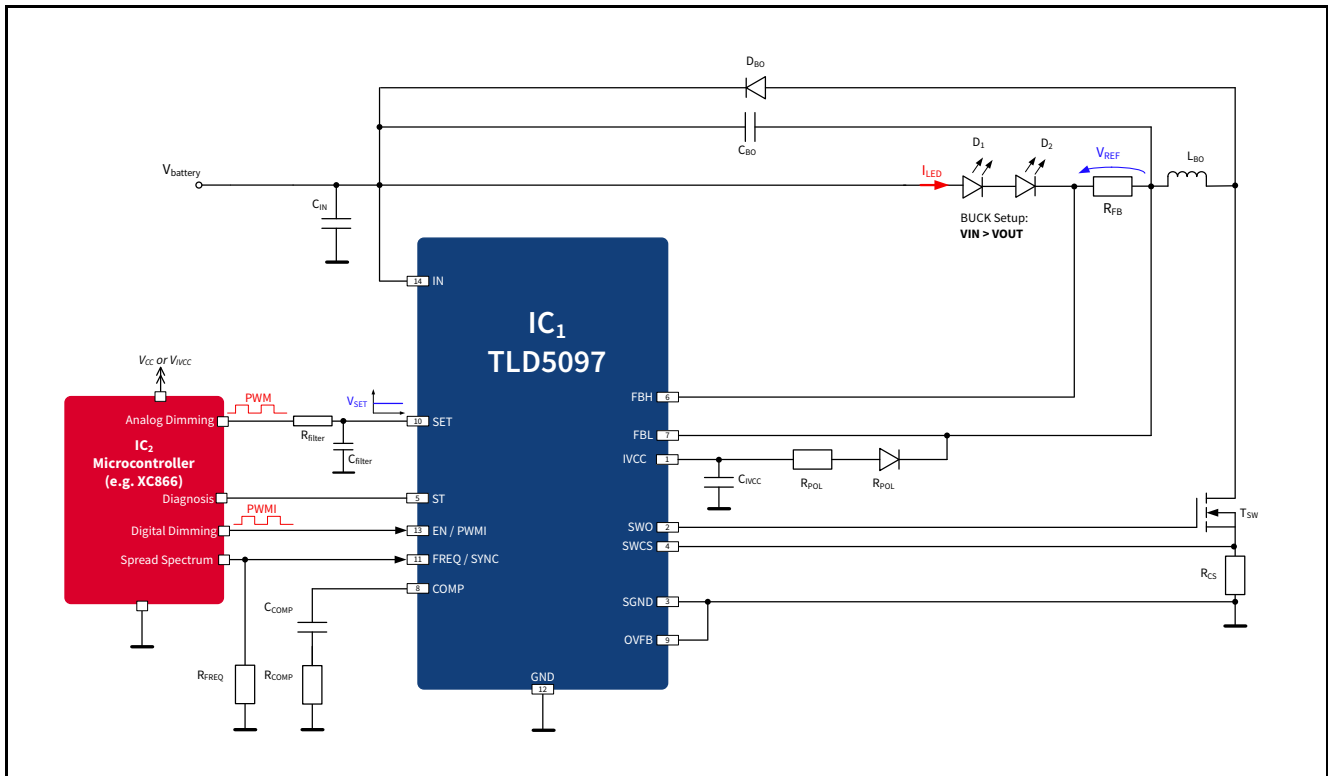 DBO
CBO
D1
D2
VREF
LBO
Vbattery
ILED
CIN
RFB
BUCK Setup:
VIN > VOUT
14
IN
IC1
TLD5097
VCC or VIVCC
PWM
VSET
FBH
6
Analog Dimming
10
SET
IC2
Microcontroller
(e.g. XC866)
Rfilter
Cfilter
FBL
7
IVCC
1
CIVCC
RPOL
RPOL
Diagnosis
5
ST
PWMI
Digital Dimming
13
EN / PWMI
SWO
2
TSW
SWCS
4
Spread Spectrum
11
FREQ / SYNC
RCS
8
COMP
CCOMP
SGND
3
OVFB
9
RFREQ
RCOMP
GND
12